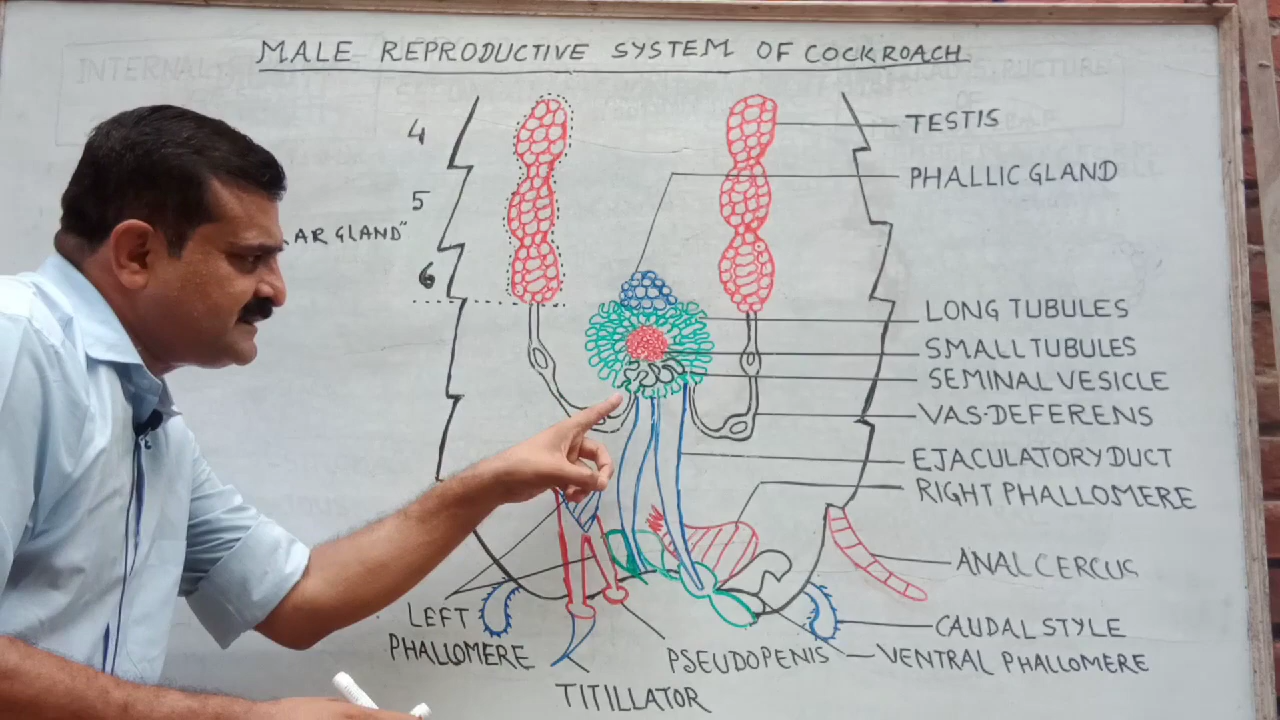 MALE REPRODUCTIVE SYSTEM OF COCKROACH
4
TESTIS
PHALLIC GLAND
5
AR GLAND"
6
LONG TUBULES
SMALL TUBULES
SEMINAL VESICLE
VAS-DEFERENS
EJACULATORY DUCT
RIGHT PHALLOMERE
ANAL CERCUS
LEFT
PHALLOMERE
CAUDAL STYLE
PSEUDOPENIS
VENTRAL PHALLOMERE
TITILLATOR